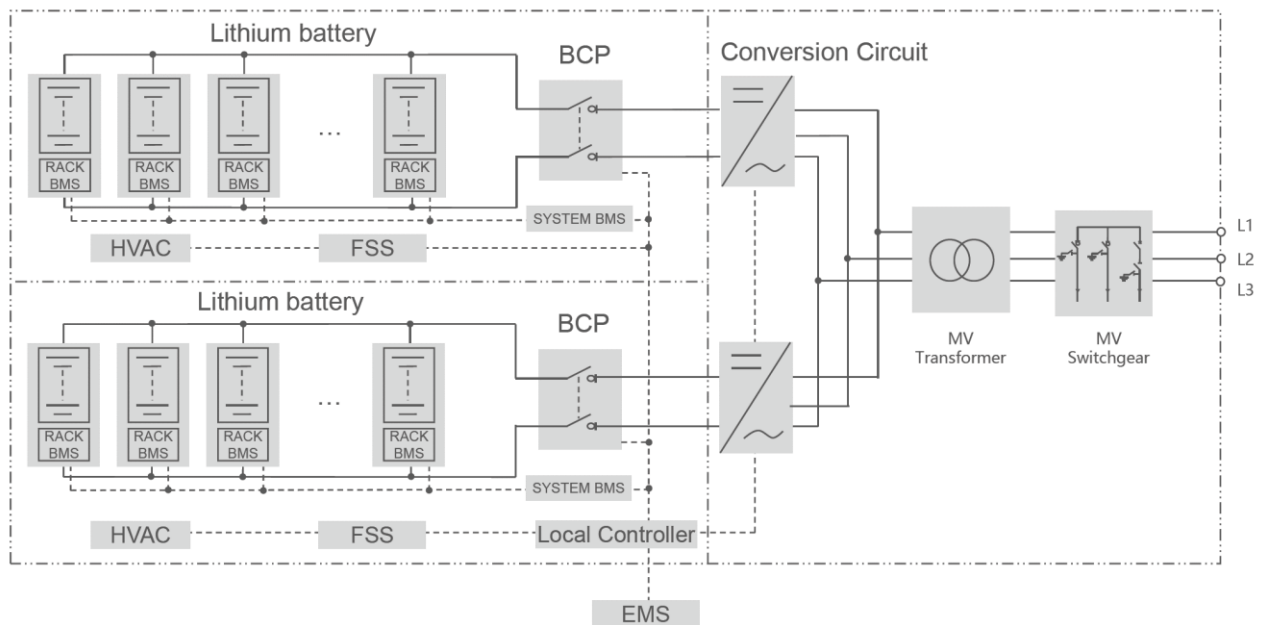 Lithium battery
BCP
Conversion Circuit
RACK
BMS
RACK
BMS
RACK
BMS
...
RACK
BMS
SYSTEM BMS
HVAC
FSS
L1
L2
L3
MV
Transformer
MV
Switchgear
Lithium battery
BCP
RACK
BMS
RACK
BMS
RACK
BMS
...
RACK
BMS
SYSTEM BMS
HVAC
FSS
Local Controller
EMS